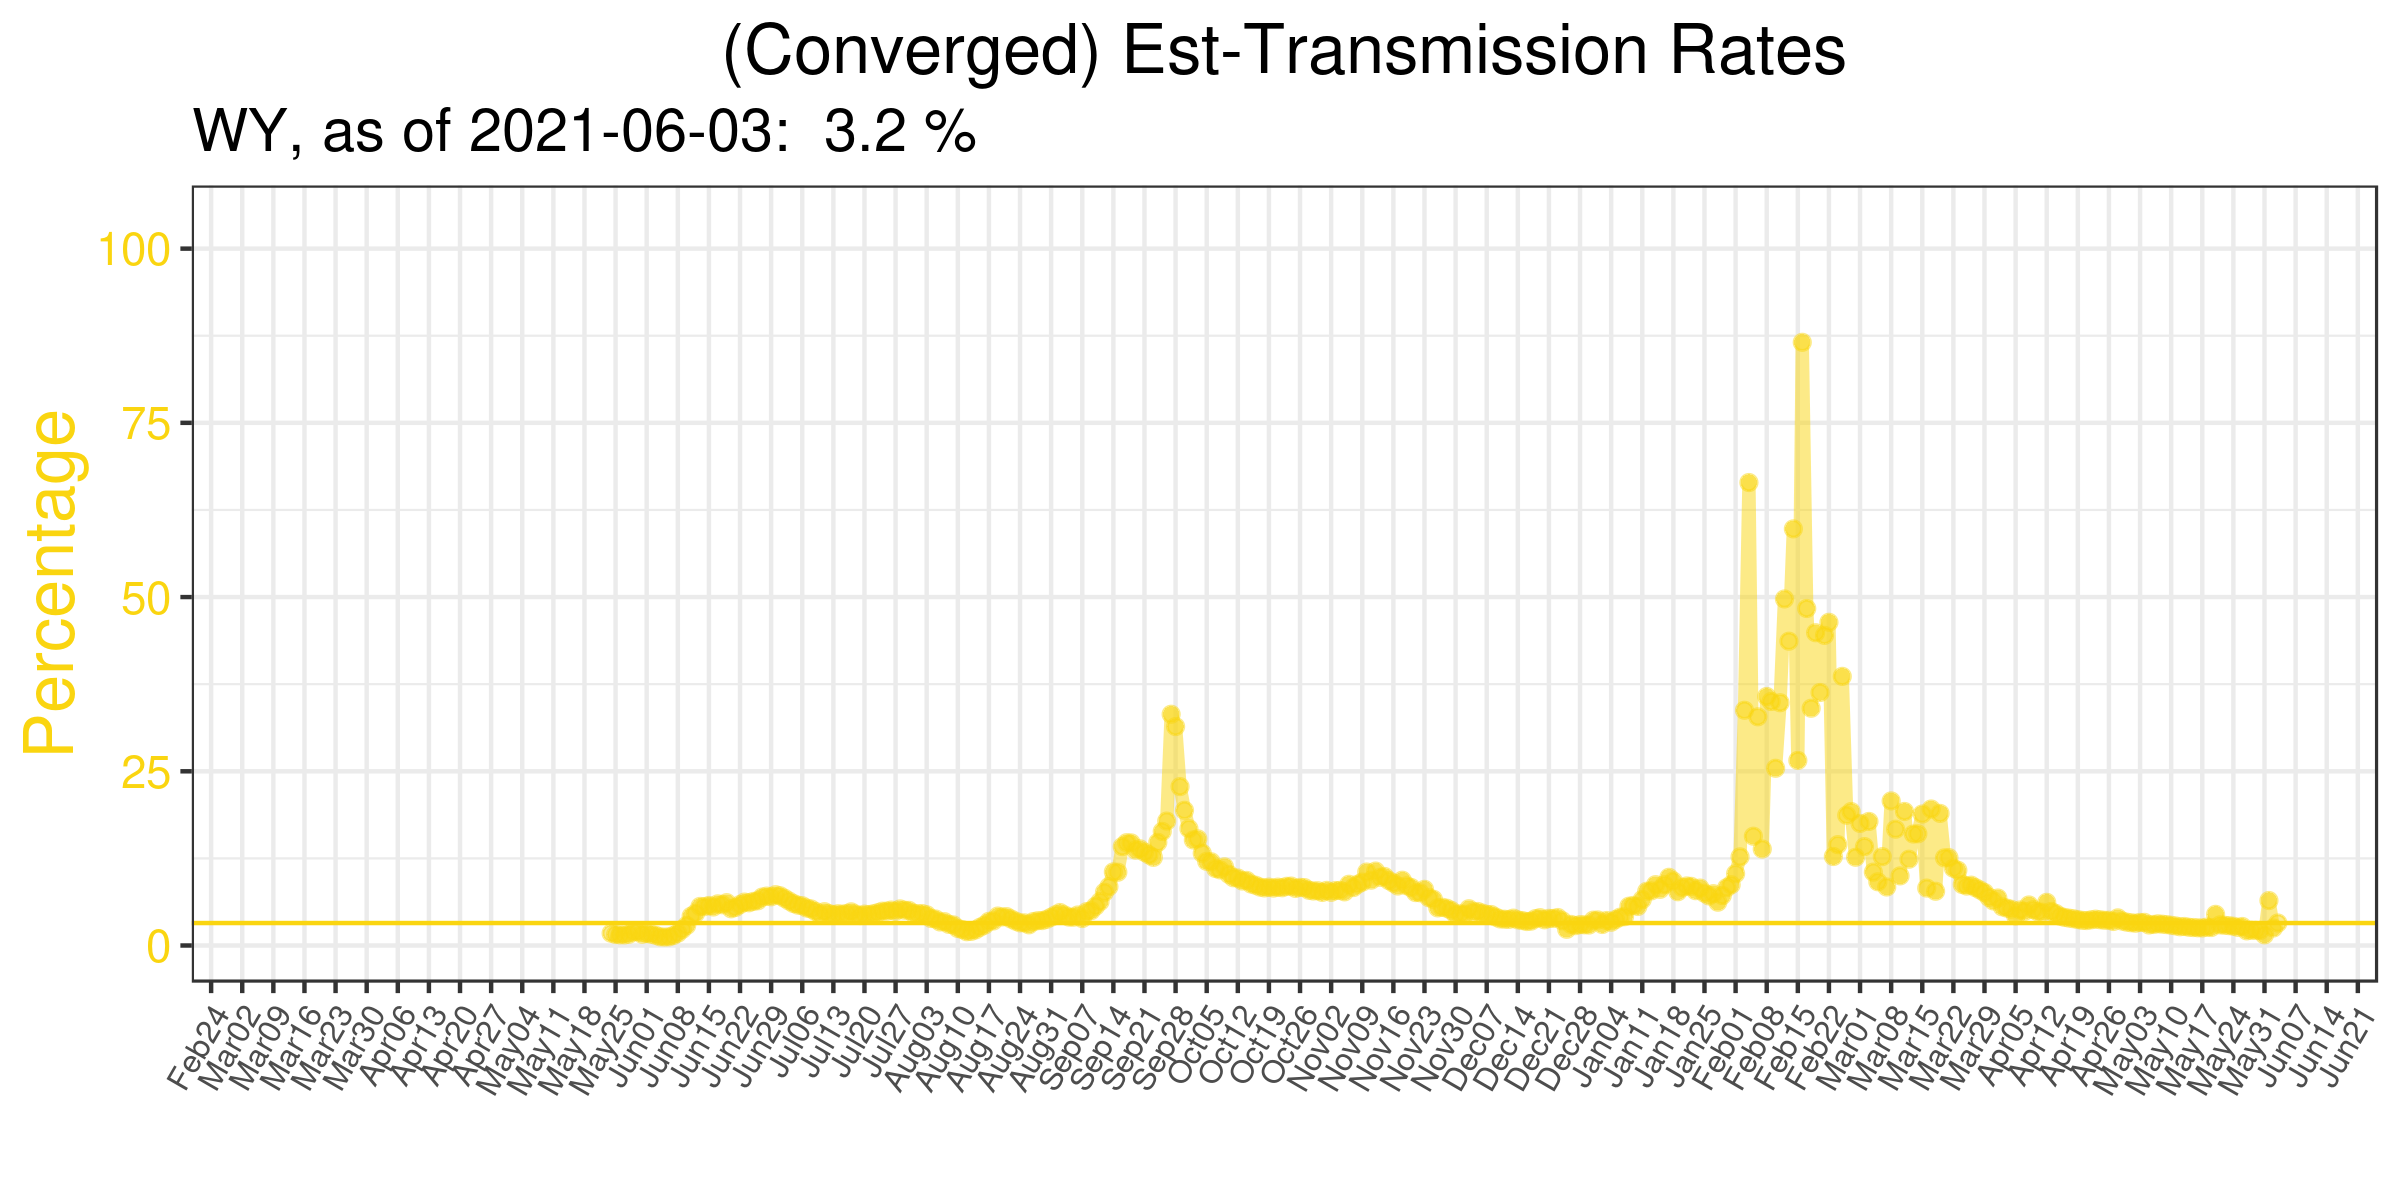 (Converged) Est-Transmission Rates
WY, as of 2021-06-03:  3.2 %
Percentage
100
75
50
25
0
Feb24
Mar02
Mar09
Mar16
Mar23
Mar30
Apr06
Apr13
Apr20
Apr27
May04
May11
May18
May25
Jun01
Jun08
Jun15
Jun22
Jun29
Jul06
Jul13
Jul20
Jul27
Aug03
Aug10
Aug17
Aug24
Aug31
Sep07
Sep14
Sep21
Sep28
Oct05
Oct12
Oct19
Oct26
Nov02
Nov09
Nov16
Nov23
Nov30
Dec07
Dec14
Dec21
Dec28
Jan04
Jan11
Jan18
Jan25
Feb01
Feb08
Feb15
Feb22
Mar01
Mar08
Mar15
Mar22
Mar29
Apr05
Apr12
Apr19
Apr26
May03
May10
May17
May24
May31
Jun07
Jun14
Jun21